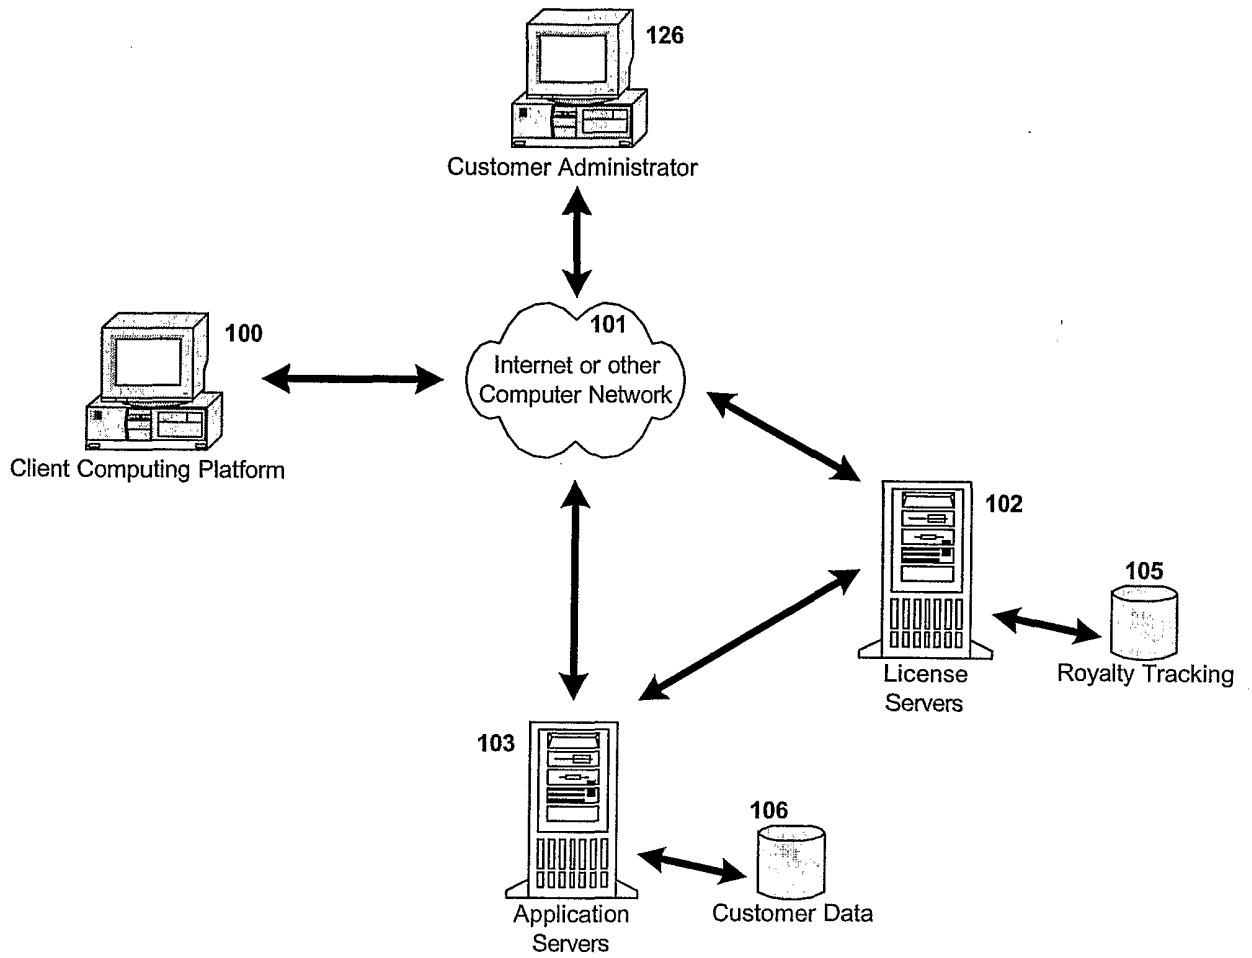 126
Customer Administrator
100
Client Computing Platform
101
Internet or other
Computer Network
102
License
Servers
105
Royalty Tracking
103
Application
Servers
106
Customer Data